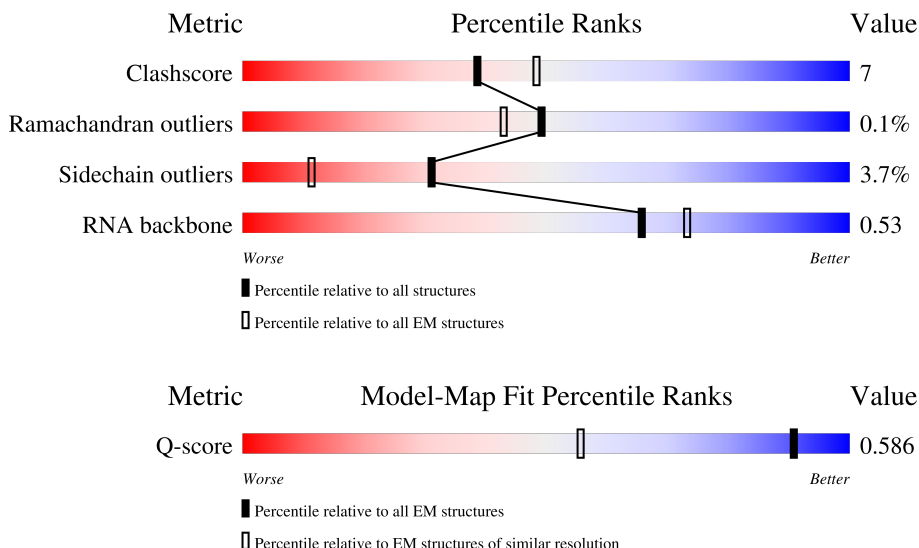 Metric Percentile Ranks Value
Clashscore 7
Ramachandran outliers 0.1%
Sidechain outliers 3.7%
RNA backbone 0.53
Worse Better
Percentile relative to all structures
Percentile relative to all EM structures
Metric Model-Map Fit Percentile Ranks Value
Q-score 0.586
Worse Better
Percentile relative to all EM structures
Percentile relative to EM structures of similar resolution